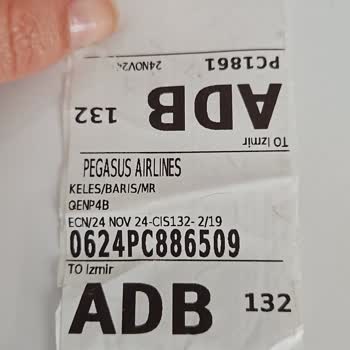 24NOV24 PC1861
132 ADB
TO Izmir
PEGASUS AIRLINES
KELES/BARIS/MR
QENP4B
ECN/24 NOV 24-CIS132- 2/19
0624PC886509
TO Izmir
ADB 132